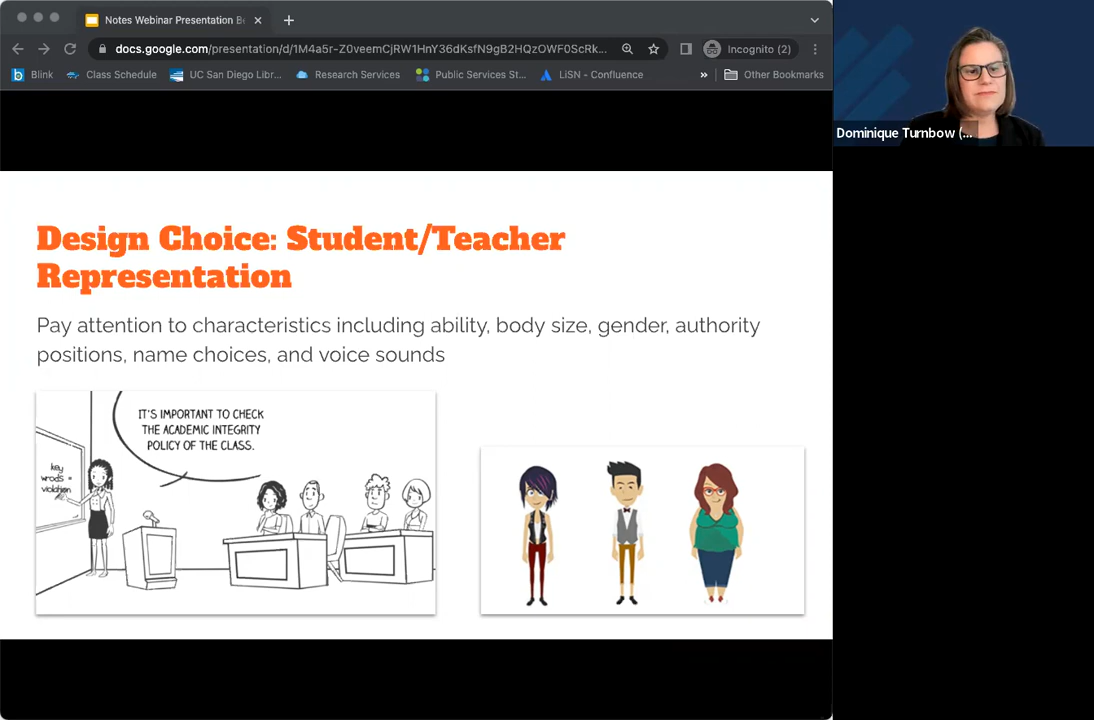 Notes Webinar Presentation Be
docs.google.com/presentation/d/1M4a5r-Z0veemCjRW1HnY36dKsfN9gB2HQzOWF0ScRk...
Incognito (2)
Blink
Class Schedule
UC San Diego Libr...
Research Services
Public Services St...
LiSN - Confluence
»
Other Bookmarks
Dominique Turnbow (...
Design Choice: Student/Teacher
Representation
Pay attention to characteristics including ability, body size, gender, authority
positions, name choices, and voice sounds
IT'S IMPORTANT TO CHECK
THE ACADEMIC INTEGRITY
POLICY OF THE CLASS.
key
wrods =
violation